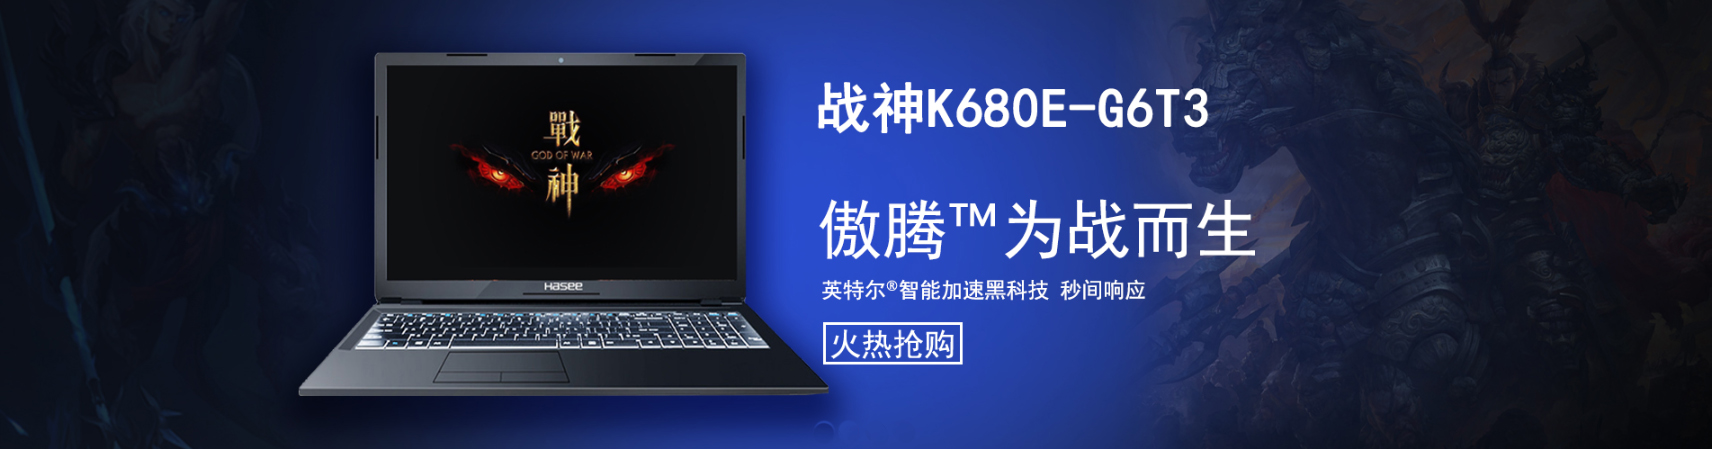 戰
GOD OF WAR
神
Hasee
战神K680E-G6T3
傲腾™为战而生
英特尔®智能加速黑科技 秒间响应
火热抢购